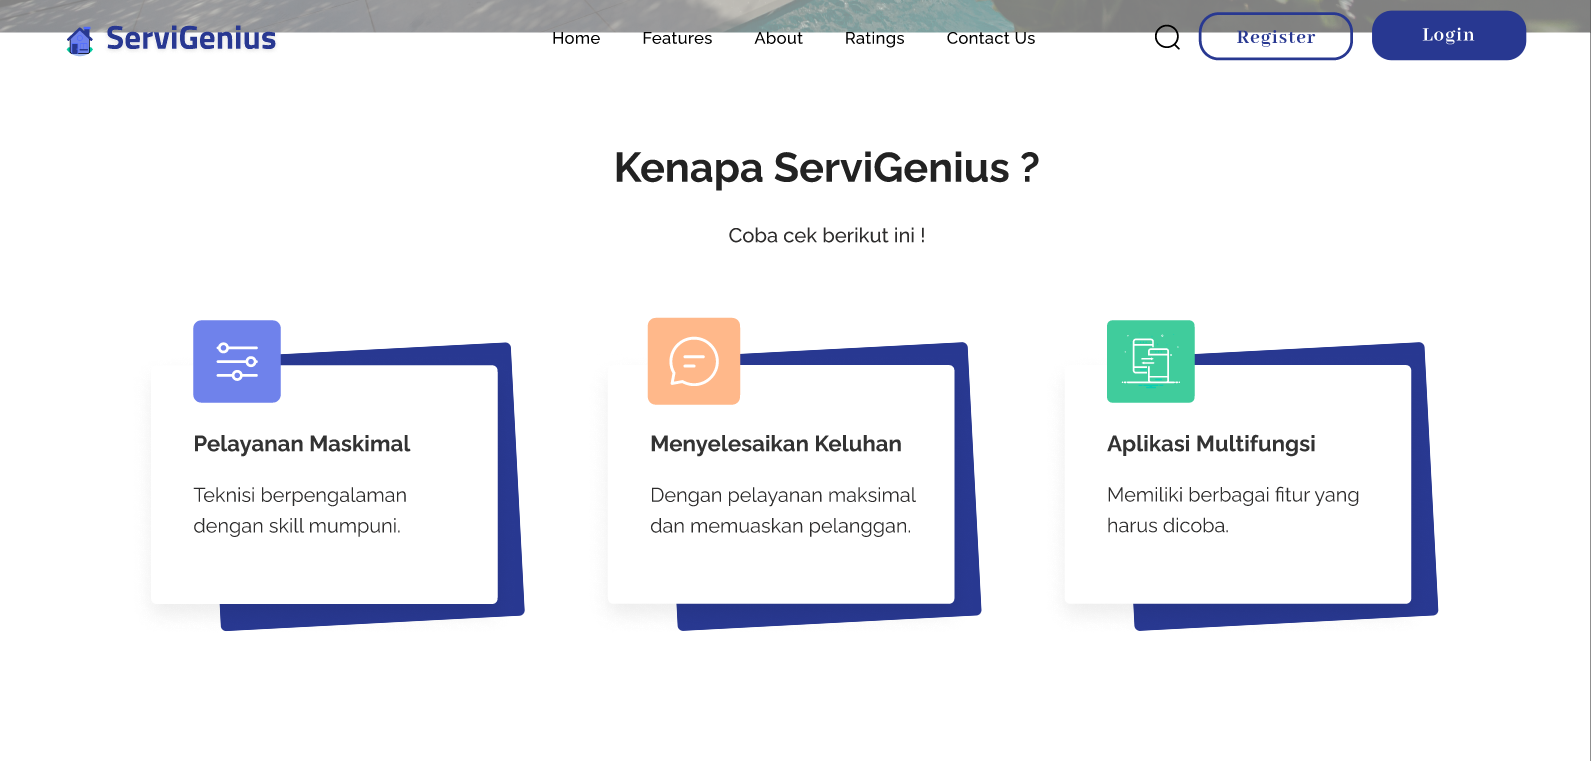 ServiGenius
Home Features About Ratings Contact Us Register Login
Kenapa ServiGenius ?
Coba cek berikut ini !
Pelayanan Maskimal
Teknisi berpengalaman
dengan skill mumpuni.
Menyelesaikan Keluhan
Dengan pelayanan maksimal
dan memuaskan pelanggan.
Aplikasi Multifungsi
Memiliki berbagai fitur yang
harus dicoba.